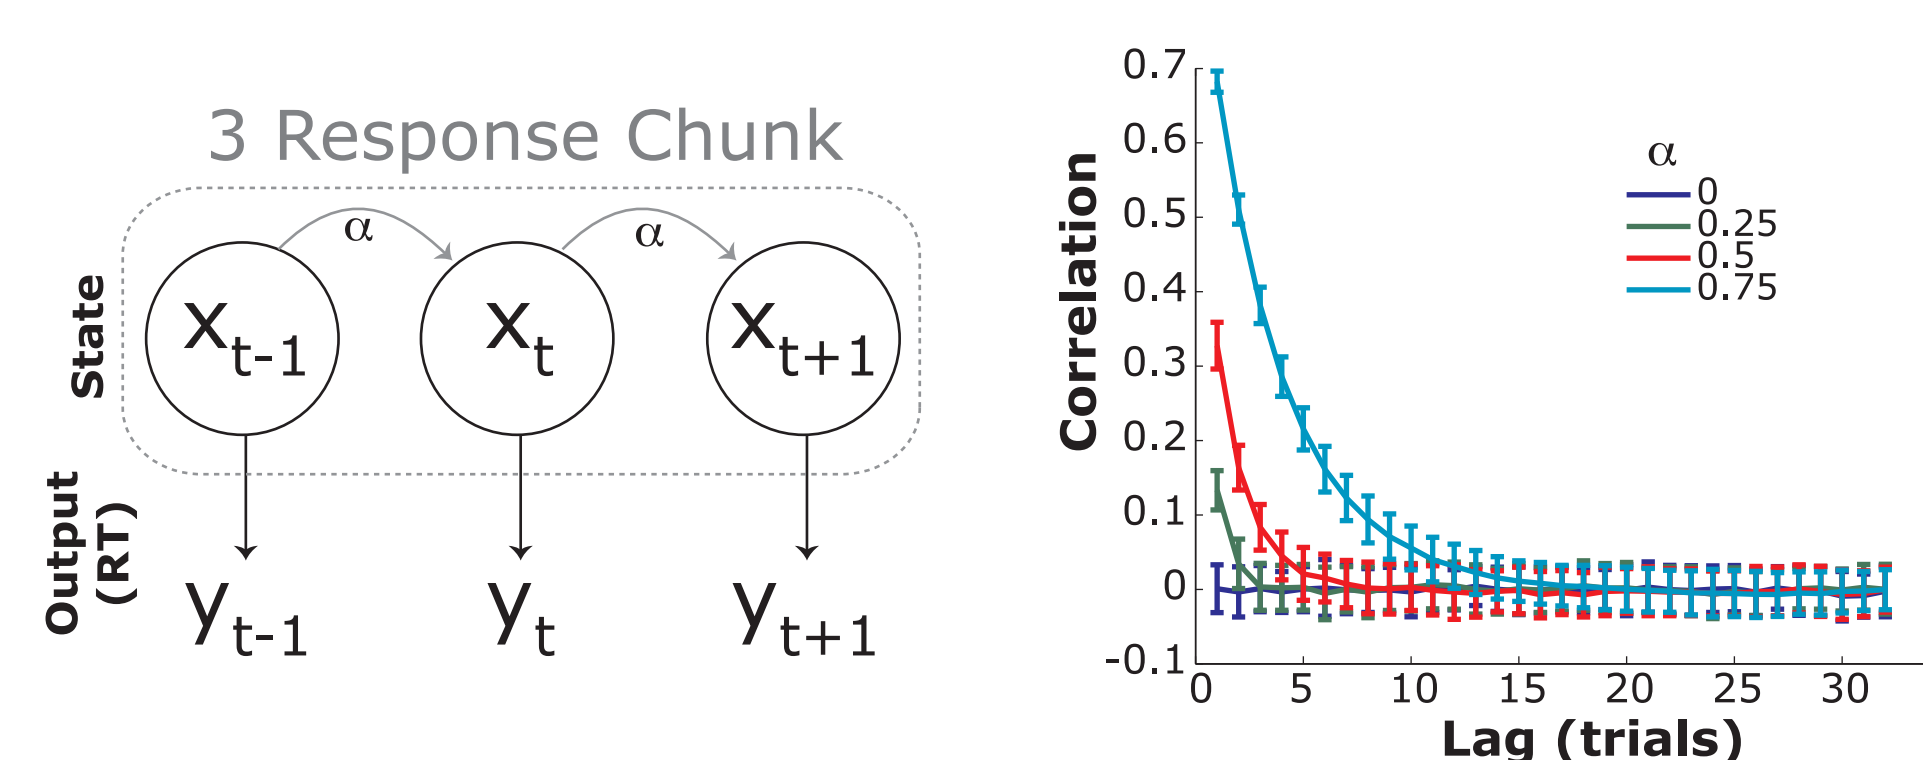 3 Response Chunk
α α
State
x t-1 x t x t+1
Output
(RT)
y t-1 y t y t+1
Correlation
0.7
0.6
0.5
0.4
0.3
0.2
0.1
0
-0.1
0 5 10 15 20 25 30
Lag (trials)
α
0
0.25
0.5
0.75